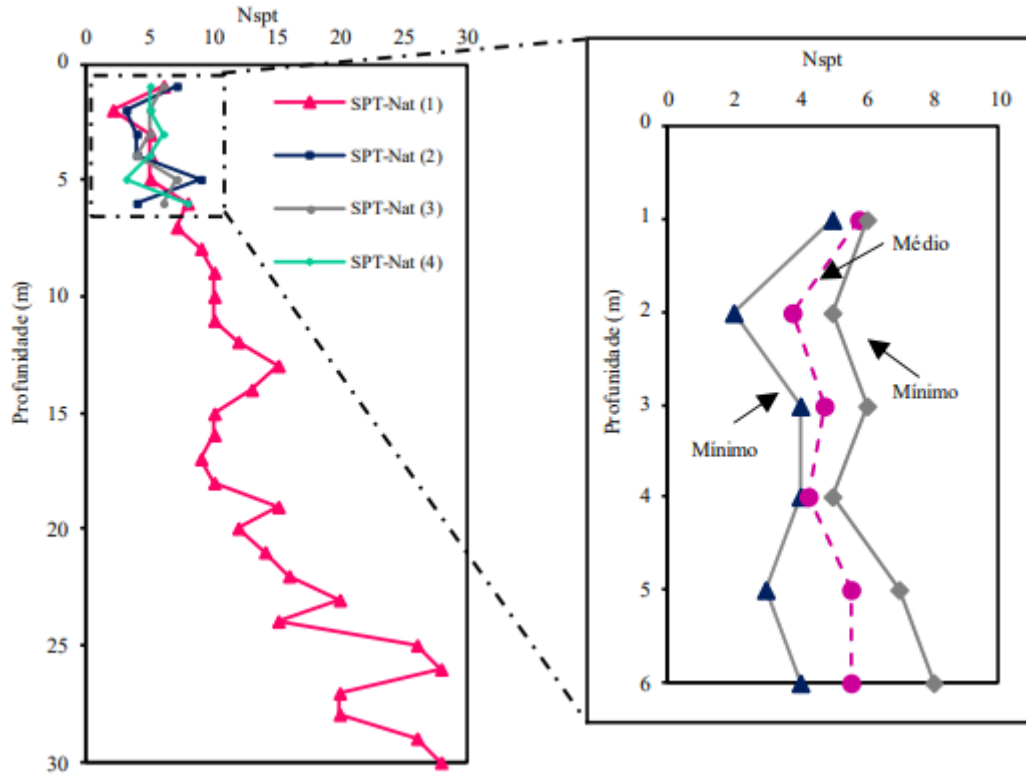 Nspt
0 5 10 15 20 25 30
0
5
10
15
20
25
30
Profunidade (m)
SPT-Nat (1)
SPT-Nat (2)
SPT-Nat (3)
SPT-Nat (4)
Nspt
0 2 4 6 8 10
0
1
2
3
4
5
6
Profunidade (m)
Médio
Mínimo
Mínimo